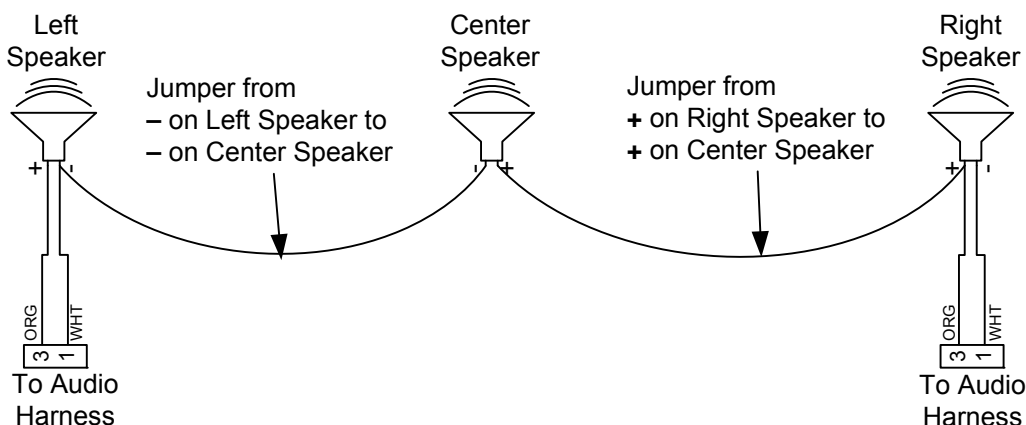 Left
Speaker
Center
Speaker
Right
Speaker
Jumper from
– on Left Speaker to
– on Center Speaker
Jumper from
+ on Right Speaker to
+ on Center Speaker
+ -
- +
+ -
ORG
WHT
3 1
To Audio
Harness
ORG
WHT
3 1
To Audio
Harness